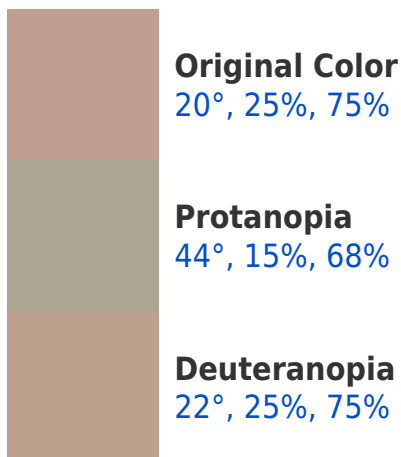 Original Color
20°, 25%, 75%
Protanopia
44°, 15%, 68%
Deuteranopia
22°, 25%, 75%